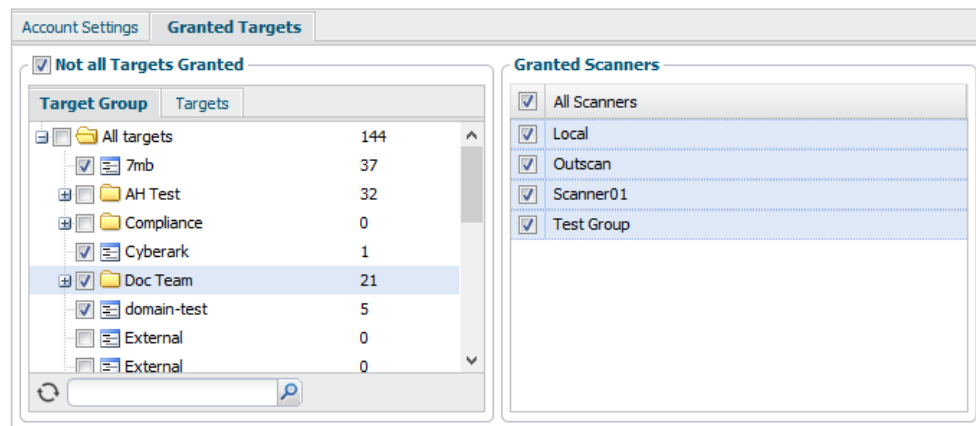 Account Settings Granted Targets
Not all Targets Granted
Target Group Targets
All targets 144
7mb 37
AH Test 32
Compliance 0
Cyberark 1
Doc Team 21
domain-test 5
External 0
External 0
Granted Scanners
All Scanners
Local
Outscan
Scanner01
Test Group